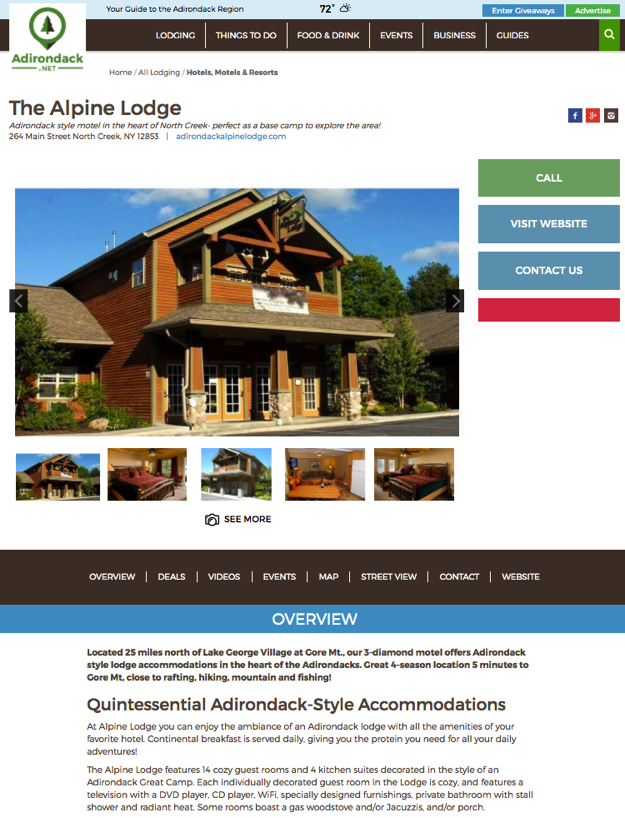 Your Guide to the Adirondack Region
72°
Enter Giveaways
Advertise
Adirondack
.NET
LODGING
THINGS TO DO
FOOD & DRINK
EVENTS
BUSINESS
GUIDES
Home / All Lodging / Hotels, Motels & Resorts
The Alpine Lodge
Adirondack style motel in the heart of North Creek- perfect as a base camp to explore the area!
264 Main Street North Creek, NY 12853 | adirondackalpinelodge.com
CALL
VISIT WEBSITE
CONTACT US
SEE MORE
OVERVIEW
DEALS
VIDEOS
EVENTS
MAP
STREET VIEW
CONTACT
WEBSITE
OVERVIEW
Located 25 miles north of Lake George Village at Gore Mt., our 3-diamond motel offers Adirondack
style lodge accommodations in the heart of the Adirondacks. Great 4-season location 5 minutes to
Gore Mt, close to rafting, hiking, mountain and fishing!
Quintessential Adirondack-Style Accommodations
At Alpine Lodge you can enjoy the ambiance of an Adirondack lodge with all the amenities of your
favorite hotel. Continental breakfast is served daily, giving you the protein you need for all your daily
adventures!
The Alpine Lodge features 14 cozy guest rooms and 4 kitchen suites decorated in the style of an
Adirondack Great Camp. Each individually decorated guest room in the Lodge is cozy, and features a
television with a DVD player, CD player, WiFi, specially designed furnishings, private bathroom with stall
shower and radiant heat. Some rooms boast a gas woodstove and/or Jacuzzis, and/or porch.